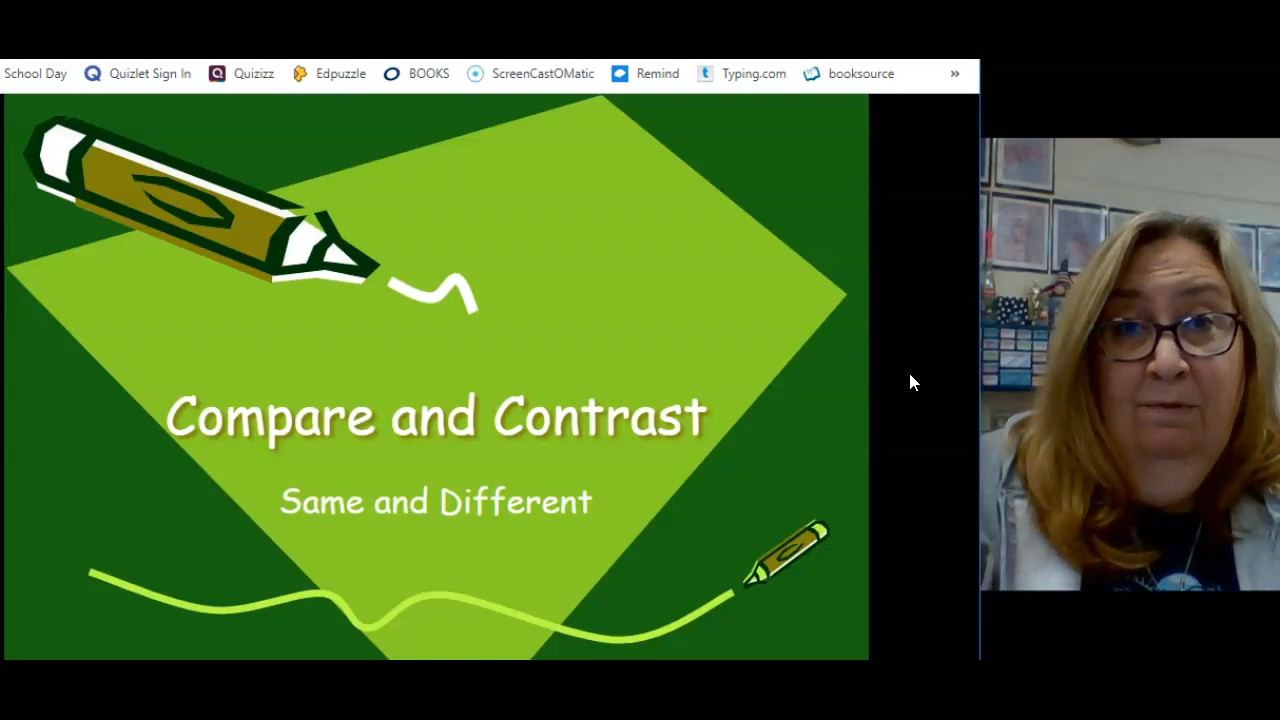 School Day Quizlet Sign In Quizizz Edpuzzle BOOKS ScreenCastOMatic Remind Typing.com booksource »
Compare and Contrast
Same and Different